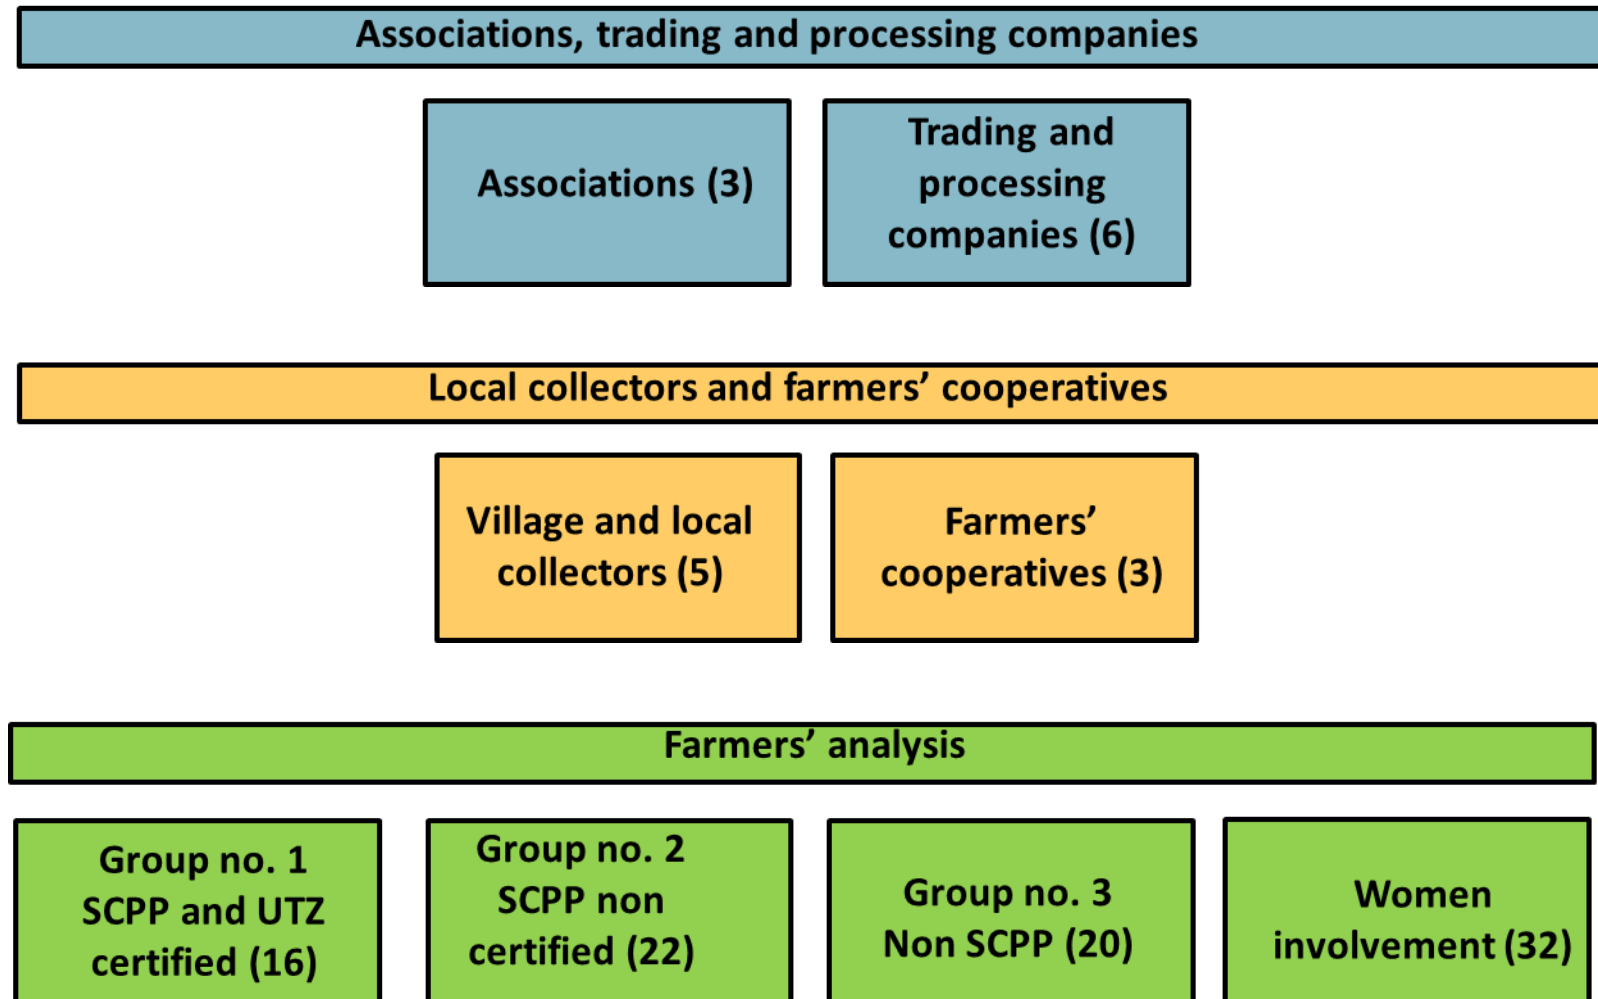 Associations, trading and processing companies
Associations (3)
Trading and
processing
companies (6)
Local collectors and farmers’ cooperatives
Village and local
collectors (5)
Farmers’
cooperatives (3)
Farmers’ analysis
Group no. 1
SCPP and UTZ
certified (16)
Group no. 2
SCPP non
certified (22)
Group no. 3
Non SCPP (20)
Women
involvement (32)